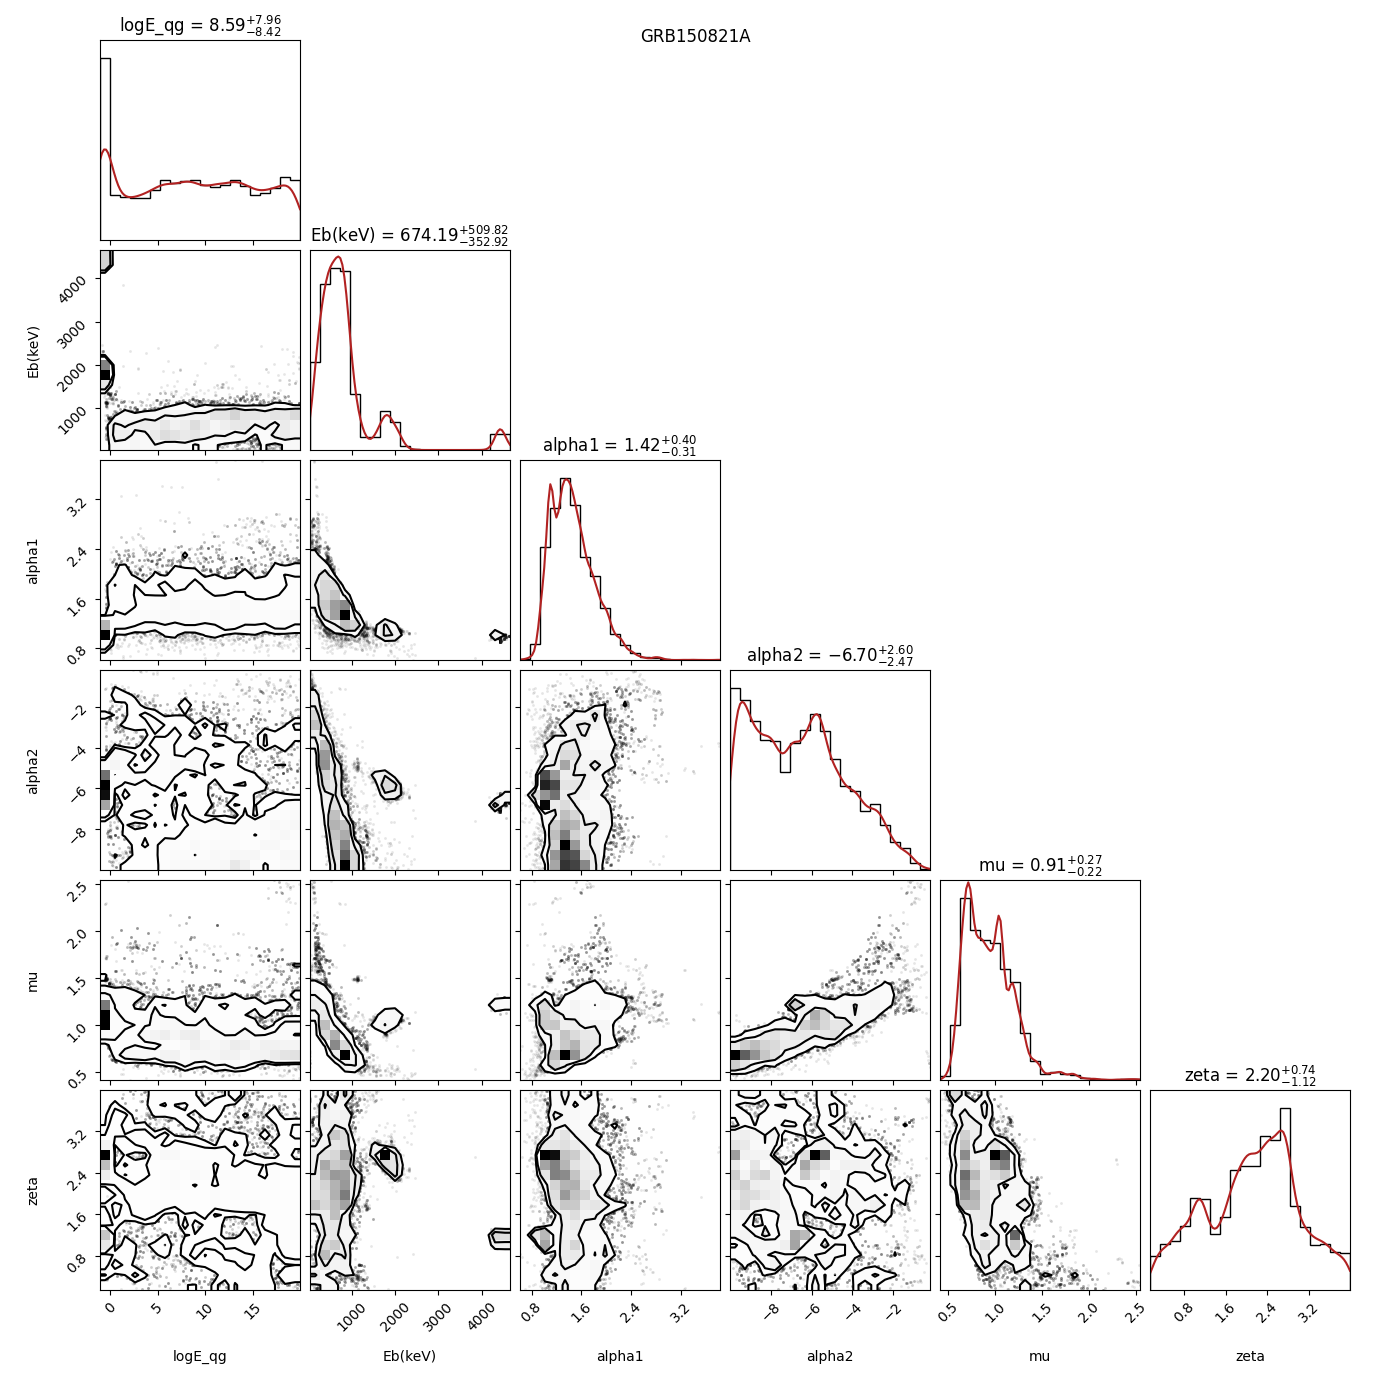 GRB150821A
logE_qg = 8.59+7.96 −8.42
Eb(keV) = 674.19+509.82 −352.92
4000
3000
2000
1000
Eb(keV)
alpha1 = 1.42+0.40 −0.31
3.2
2.4
1.6
0.8
alpha1
alpha2 = −6.70+2.60 −2.47
−2
−4
−6
−8
alpha2
mu = 0.91+0.27 −0.22
2.5
2.0
1.5
1.0
0.5
mu
zeta = 2.20+0.74 −1.12
3.2
2.4
1.6
0.8
zeta
0 5 10 15
1000 2000 3000 4000
0.8 1.6 2.4 3.2
−8 −6 −4 −2
0.5 1.0 1.5 2.0 2.5
0.8 1.6 2.4 3.2
logE_qg Eb(keV) alpha1 alpha2 mu zeta